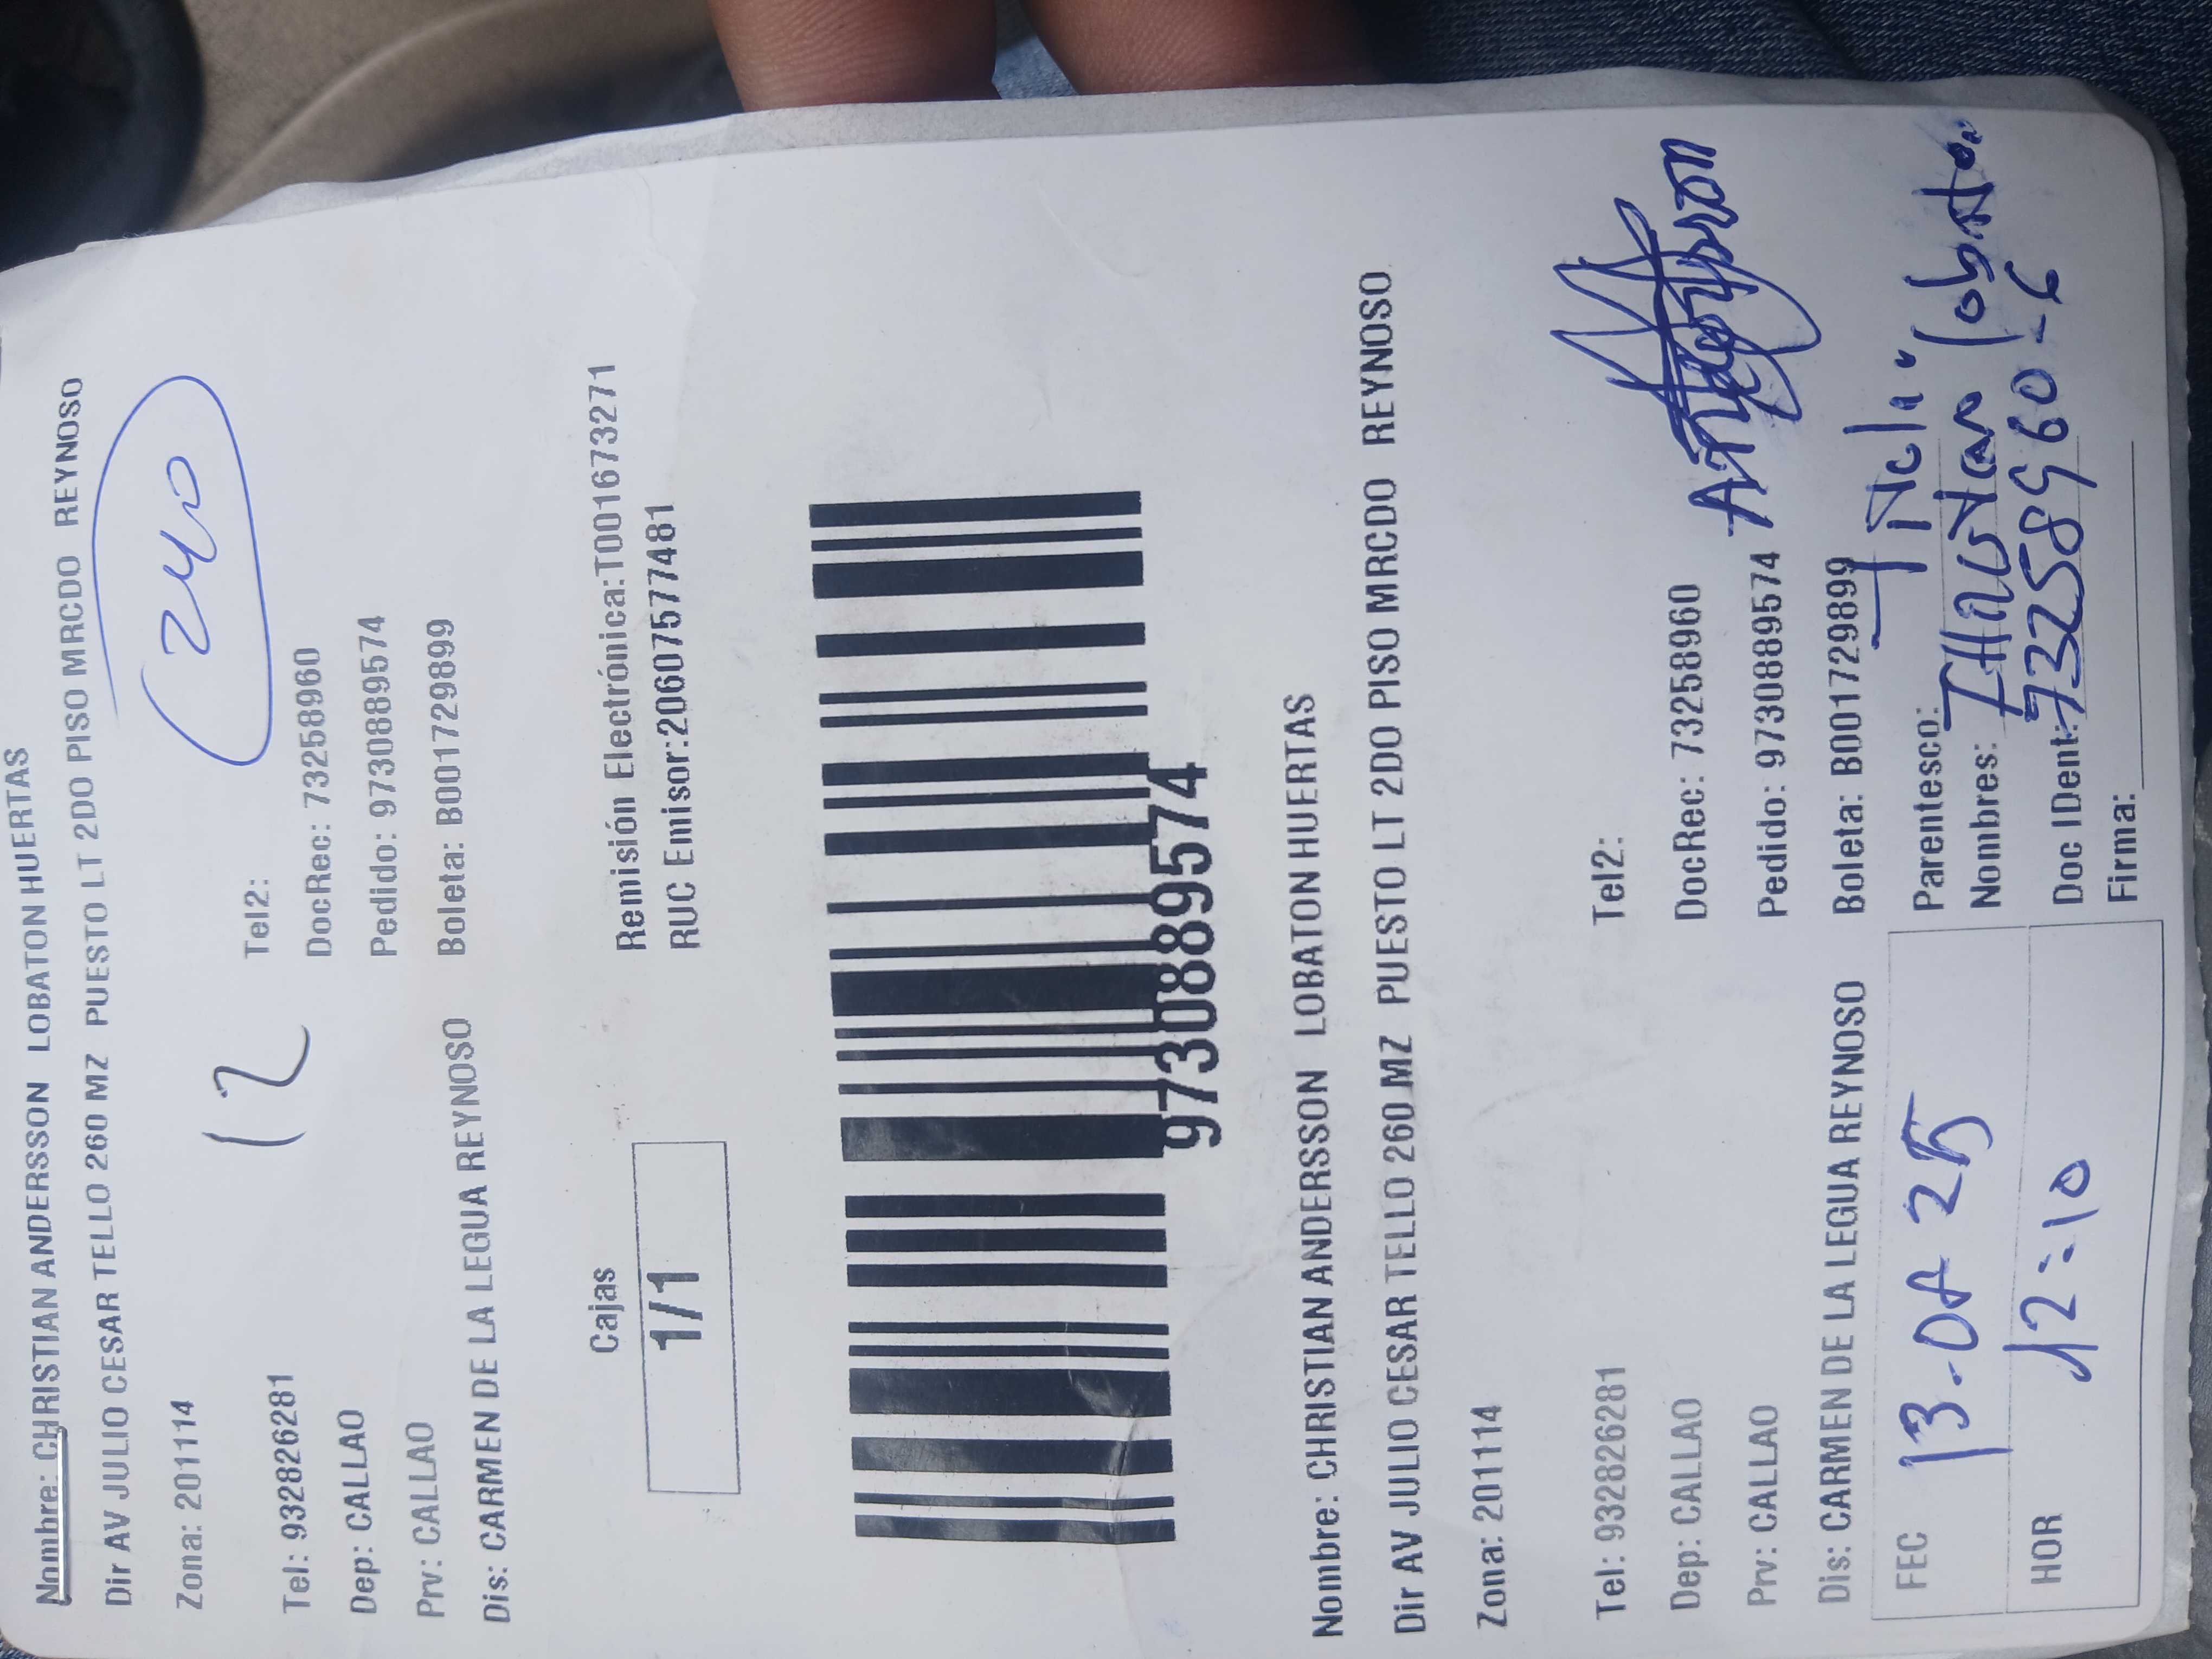 Nombre: CHRISTIAN ANDERSSON LOBATON HUERTAS
Dir AV JULIO CESAR TELLO 260 MZ PUESTO LT 2DO PISO MRCDO REYNOSO
Zona: 201114
12
240
Tel: 932826281 Tel2:
Dep: CALLAO DocRec: 73258960
Prv: CALLAO Pedido: 9730889574
Dis: CARMEN DE LA LEGUA REYNOSO Boleta: B001729899
Cajas Remisión Electrónica:T001673271
1/1 RUC Emisor:20607577481
9730889574
Nombre: CHRISTIAN ANDERSSON LOBATON HUERTAS
Dir AV JULIO CESAR TELLO 260 MZ PUESTO LT 2DO PISO MRCDO REYNOSO
Zona: 201114
Tel: 932826281 Tel2:
Dep: CALLAO DocRec: 73258960
Prv: CALLAO Pedido: 9730889574
Dis: CARMEN DE LA LEGUA REYNOSO Boleta: B001729899
FEC 13-0 25 Parentesco:
HOR 12:10 Nombres:
Doc IDent: 73258960-6
Firma: